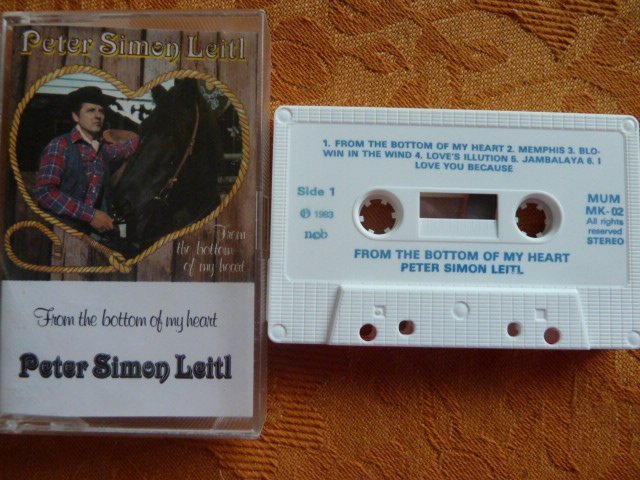 Peter Simon Leitl
From
the bottom
of my heart
From the bottom of my heart
Peter Simon Leitl
1. FROM THE BOTTOM OF MY HEART 2. MEMPHIS 3. BLO-
WIN IN THE WIND 4. LOVE'S ILLUTION 5. JAMBALAYA 6. I
LOVE YOU BECAUSE
Side 1
℗ 1983
ncb
MUM
MK-02
All rights
reserved
STEREO
FROM THE BOTTOM OF MY HEART
PETER SIMON LEITL